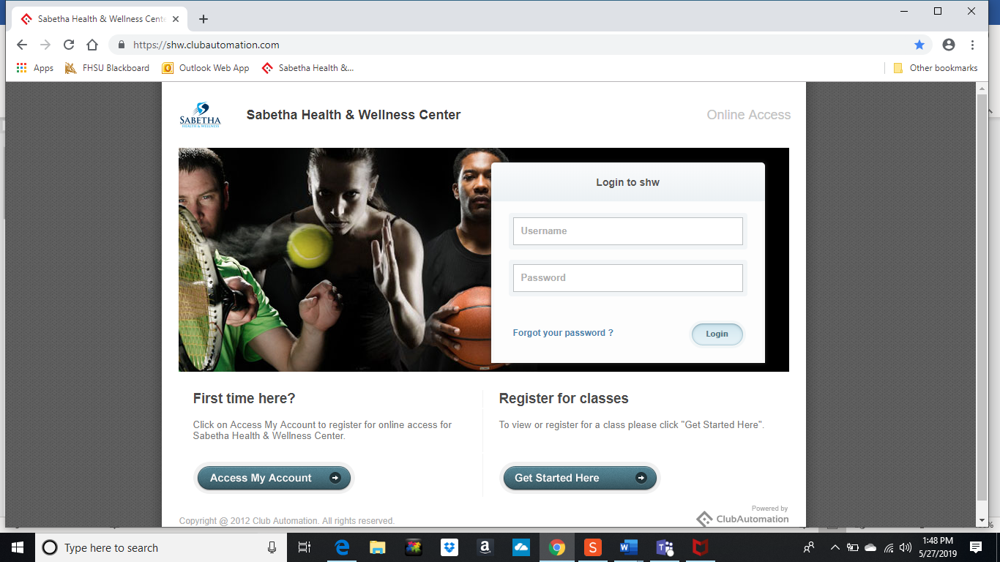 Sabetha Health & Wellness Cente
https://shw.clubautomation.com
Apps
FHSU Blackboard
Outlook Web App
Sabetha Health &...
Other bookmarks
SABETHA
HEALTH & WELLNESS
Sabetha Health & Wellness Center
Online Access
Login to shw
Username
Password
Forgot your password ?
Login
First time here?
Click on Access My Account to register for online access for
Sabetha Health & Wellness Center.
Access My Account
Register for classes
To view or register for a class please click "Get Started Here".
Get Started Here
Copyright @ 2012 Club Automation. All rights reserved.
Powered by
ClubAutomation
Type here to search
1:48 PM
5/27/2019